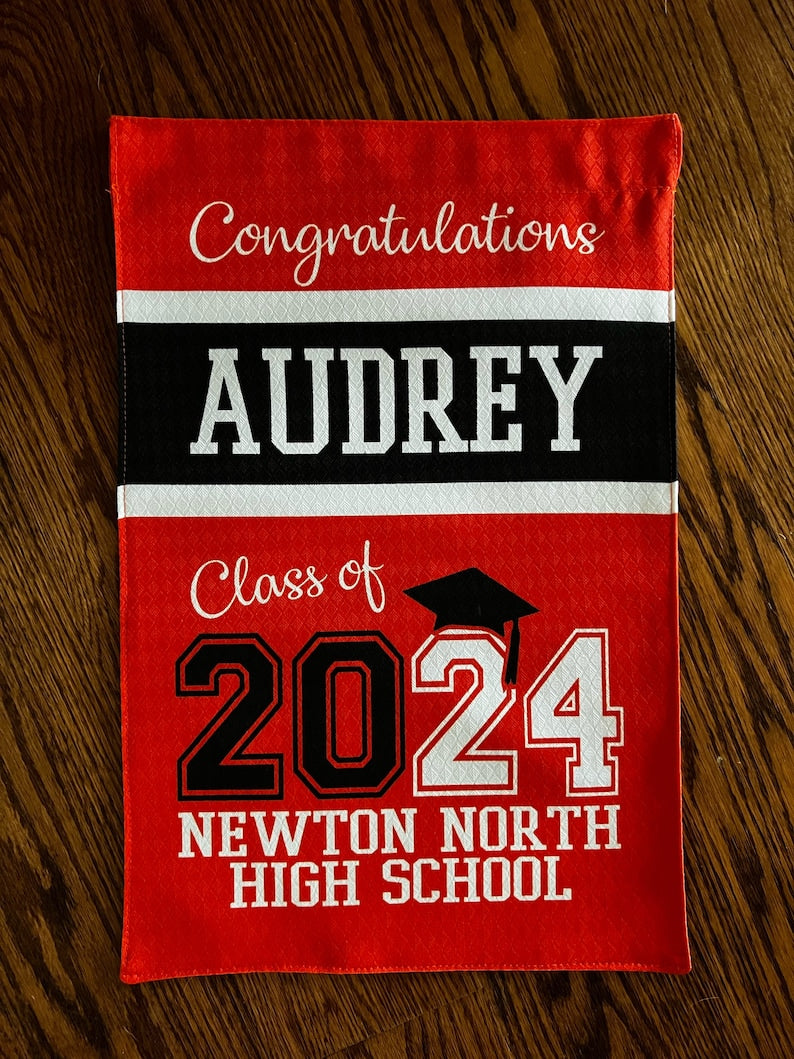 Congratulations
AUDREY
Class of
2024
NEWTON NORTH
HIGH SCHOOL